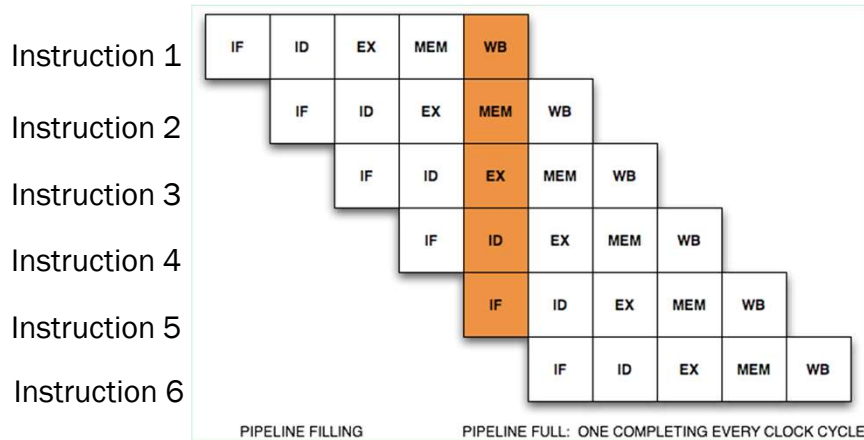 Instruction 1 IF ID EX MEM WB
Instruction 2 IF ID EX MEM WB
Instruction 3 IF ID EX MEM WB
Instruction 4 IF ID EX MEM WB
Instruction 5 IF ID EX MEM WB
Instruction 6 IF ID EX MEM WB
PIPELINE FILLING PIPELINE FULL: ONE COMPLETING EVERY CLOCK CYCLE